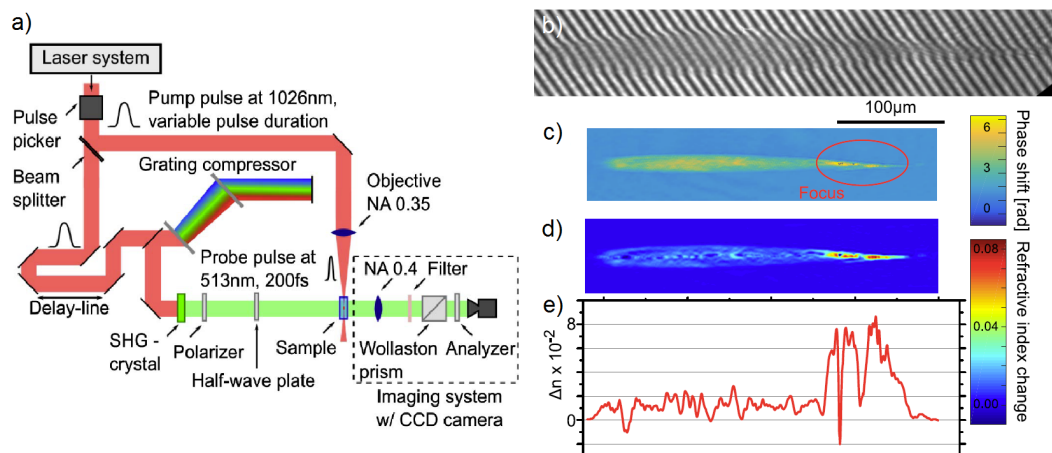 a)
Laser system
Pulse
picker
Pump pulse at 1026nm,
variable pulse duration
Beam
splitter
Grating compressor
Objective
NA 0.35
Probe pulse at
513nm, 200fs
Delay-line
NA 0.4
Filter
SHG -
crystal
Polarizer
Half-wave plate
Sample
Wollaston
prism
Analyzer
Imaging system
w/ CCD camera
b)
100µm
c)
Focus
6
3
0
Phase shift [rad]
d)
0.08
0.04
0.00
Refractive index change
e)
8
4
0
Δn x 10⁻²